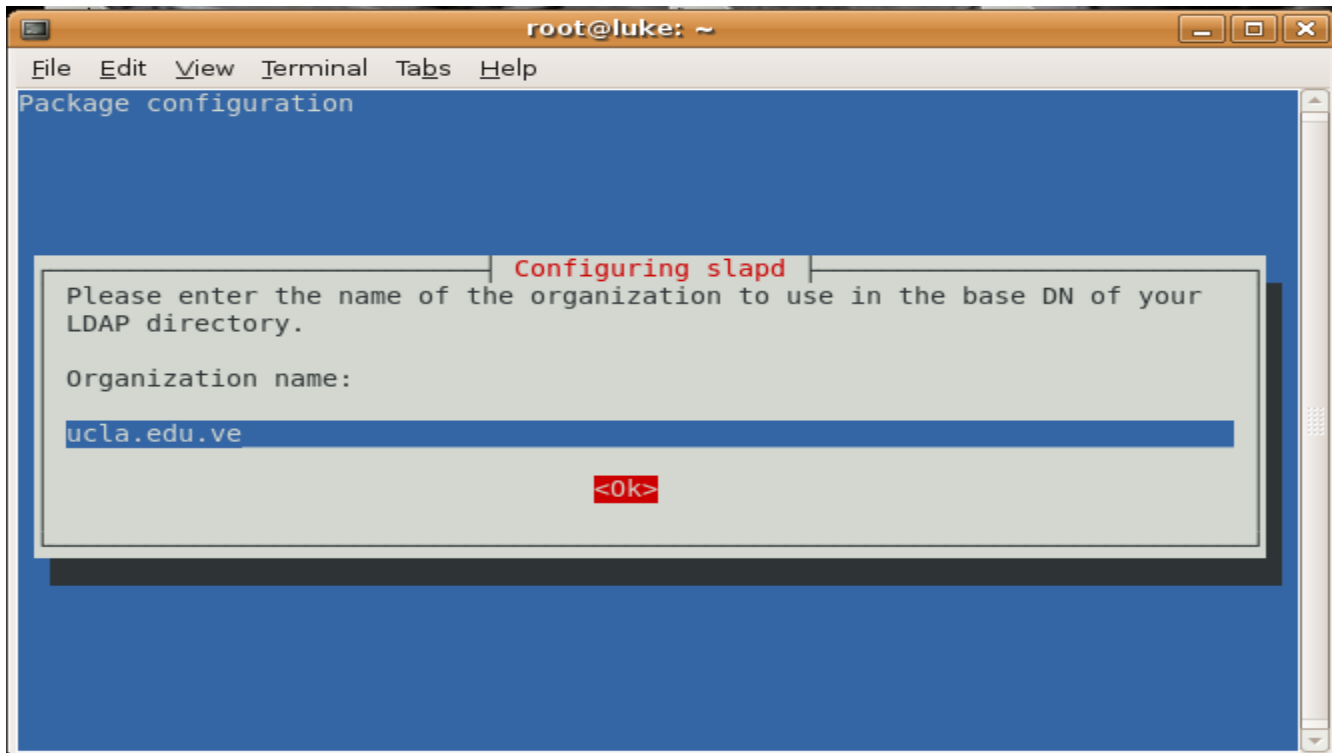 root@luke: ~
File Edit View Terminal Tabs Help
Package configuration
Configuring slapd
Please enter the name of the organization to use in the base DN of your
LDAP directory.
Organization name:
ucla.edu.ve
<Ok>